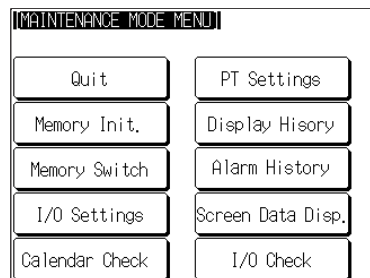 [MAINTENANCE MODE MENU]
Quit
PT Settings
Memory Init.
Display Hisory
Memory Switch
Alarm History
I/O Settings
Screen Data Disp.
Calendar Check
I/O Check